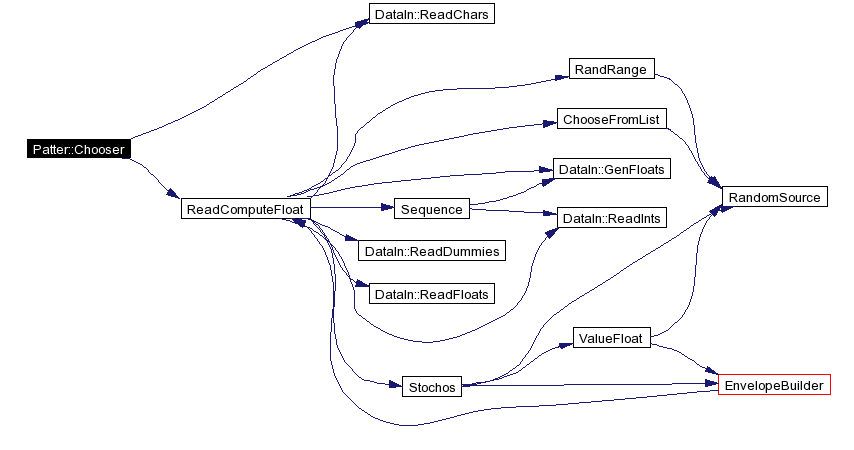 DataIn::ReadChars
RandRange
ChooseFromList
Patter::Chooser
DataIn::GenFloats
RandomSource
ReadComputeFloat
Sequence
DataIn::ReadInts
DataIn::ReadDummies
DataIn::ReadFloats
ValueFloat
Stochos
EnvelopeBuilder